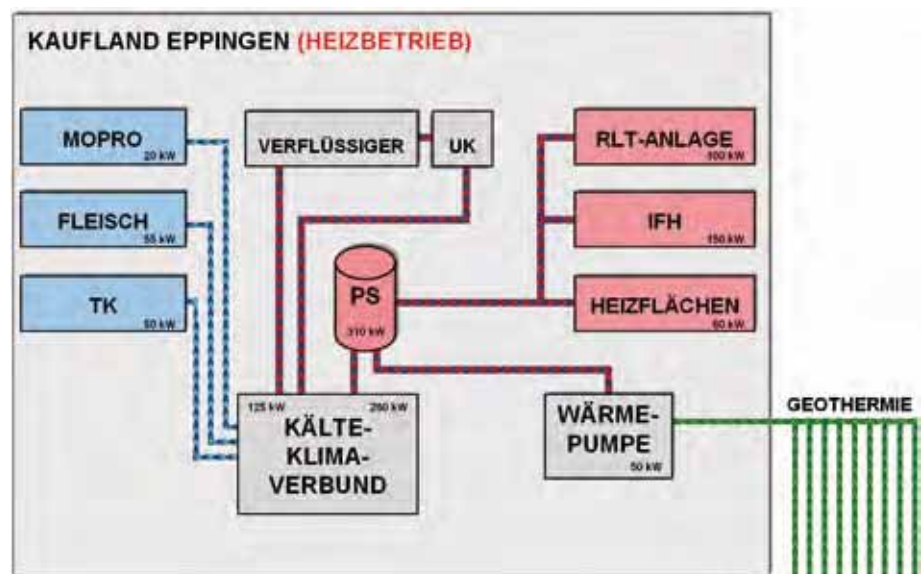 KAUFLAND EPPINGEN (HEIZBETRIEB)
MOPRO
20 kW
FLEISCH
55 kW
TK
50 kW
VERFLÜSSIGER
UK
PS
310 kW
RLT-ANLAGE
100 kW
IFH
150 kW
HEIZFLÄCHEN
60 kW
125 kW
260 kW
KÄLTE-
KLIMA-
VERBUND
WÄRME-
PUMPE
50 kW
GEOTHERMIE